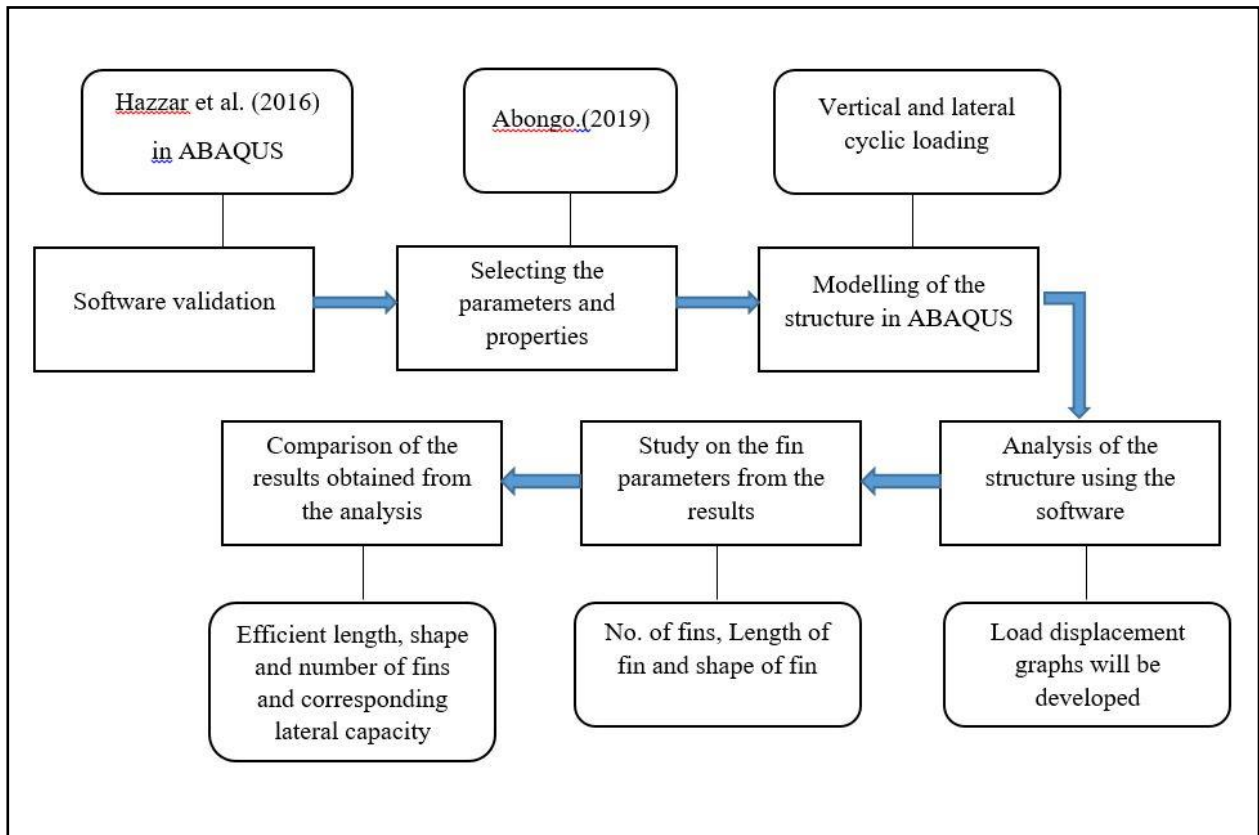 Hazzar et al. (2016)
in ABAQUS
Abongo.(2019)
Vertical and lateral
cyclic loading
Software validation
Selecting the
parameters and
properties
Modelling of the
structure in ABAQUS
Comparison of the
results obtained from
the analysis
Study on the fin
parameters from the
results
Analysis of the
structure using the
software
Efficient length, shape
and number of fins
and corresponding
lateral capacity
No. of fins, Length of
fin and shape of fin
Load displacement
graphs will be
developed